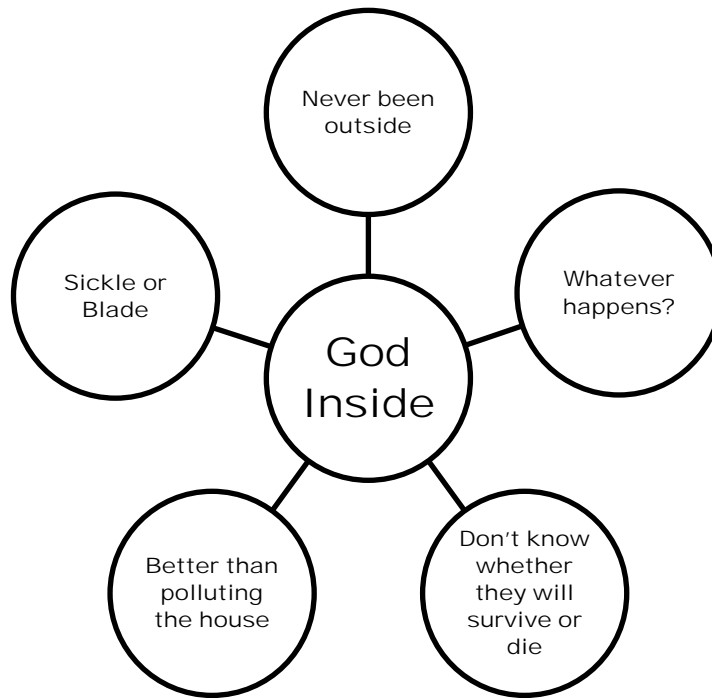 Never been
outside
Sickle or
Blade
Whatever
happens?
God
Inside
Better than
polluting
the house
Don't know
whether
they will
survive or
die